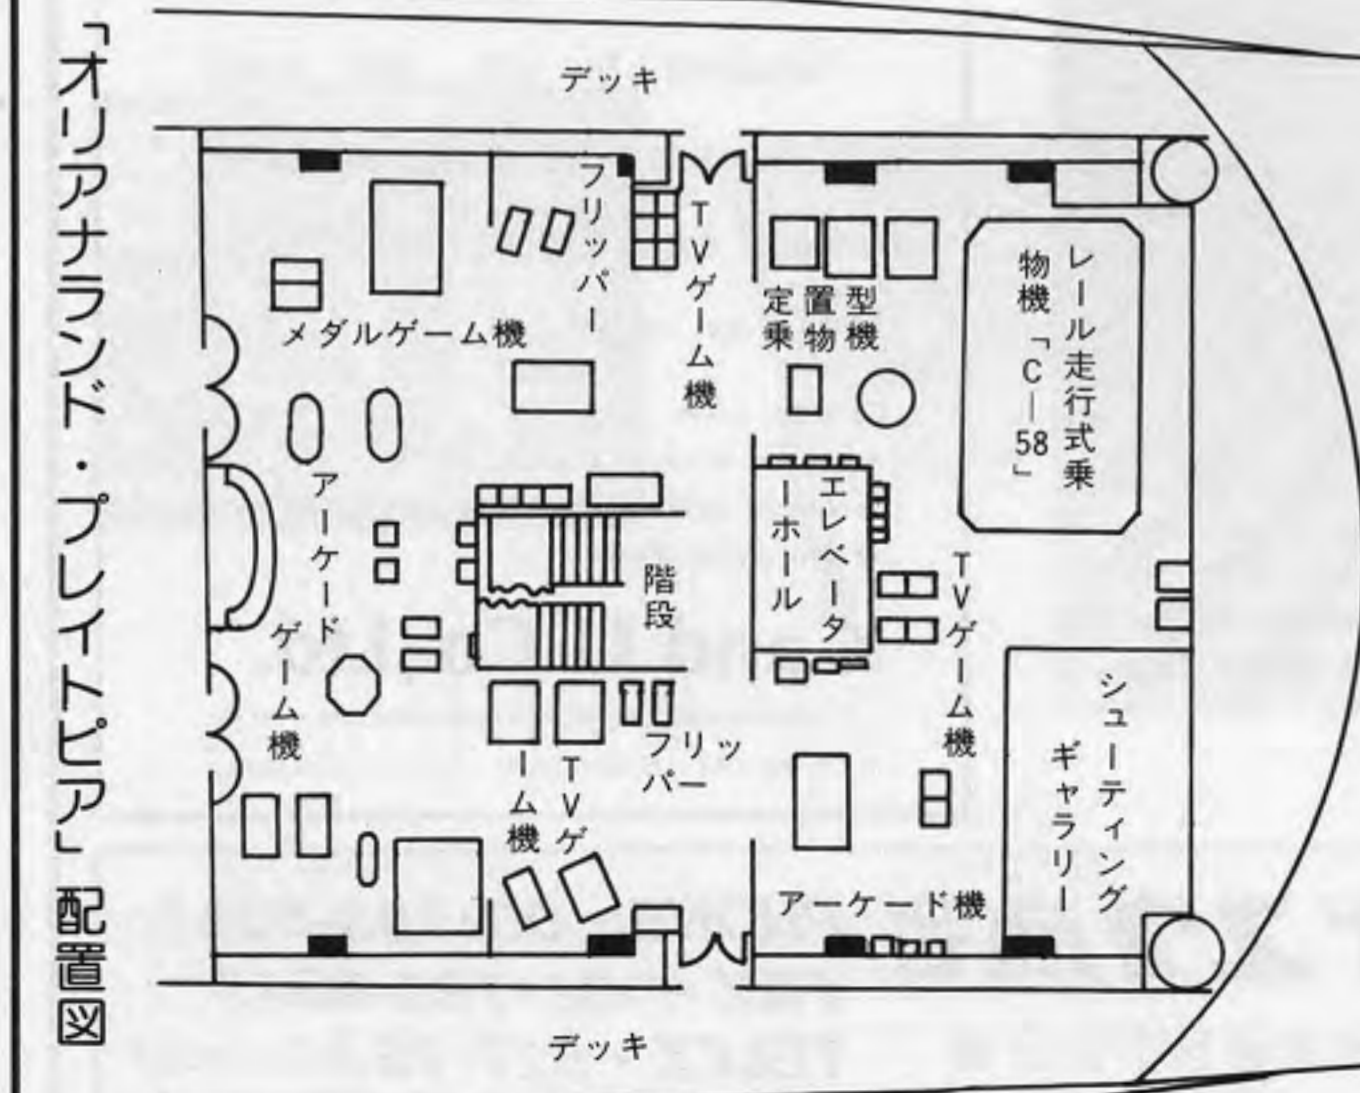 「オリアナランド・プレイトピア」配置図
デッキ
フリッパー
TVゲーム機
メダルゲーム機
定置型
乗物機
レール走行式乗
物機「C—58」
アーケード
ゲーム機
階段
エレベータ
ーホール
TVゲーム機
シューティング
ギャラリー
フリッ
パー
TVゲ
ーム機
アーケード機
デッキ